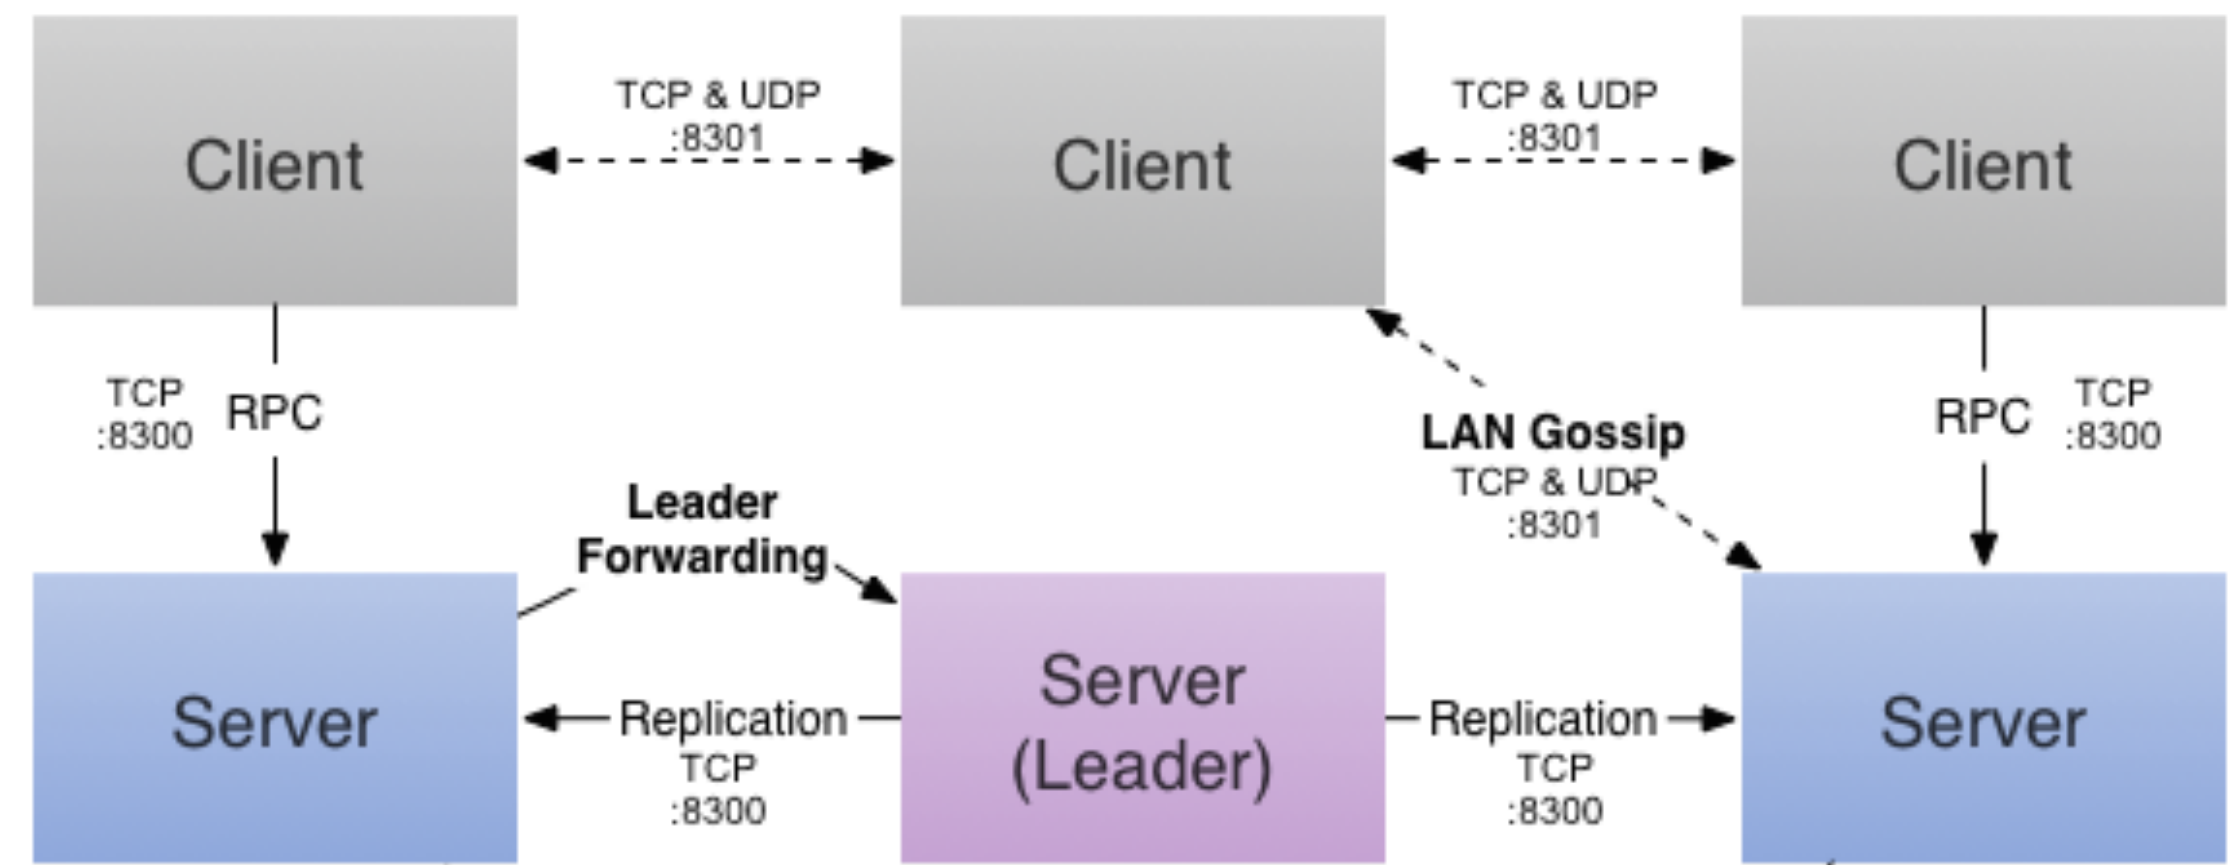 TCP & UDP
:8301
TCP & UDP
:8301
Client
Client
Client
TCP
:8300
RPC
LAN Gossip
TCP & UDP
:8301
RPC
TCP
:8300
Leader
Forwarding
Server
Replication
TCP
:8300
Server
(Leader)
Replication
TCP
:8300
Server